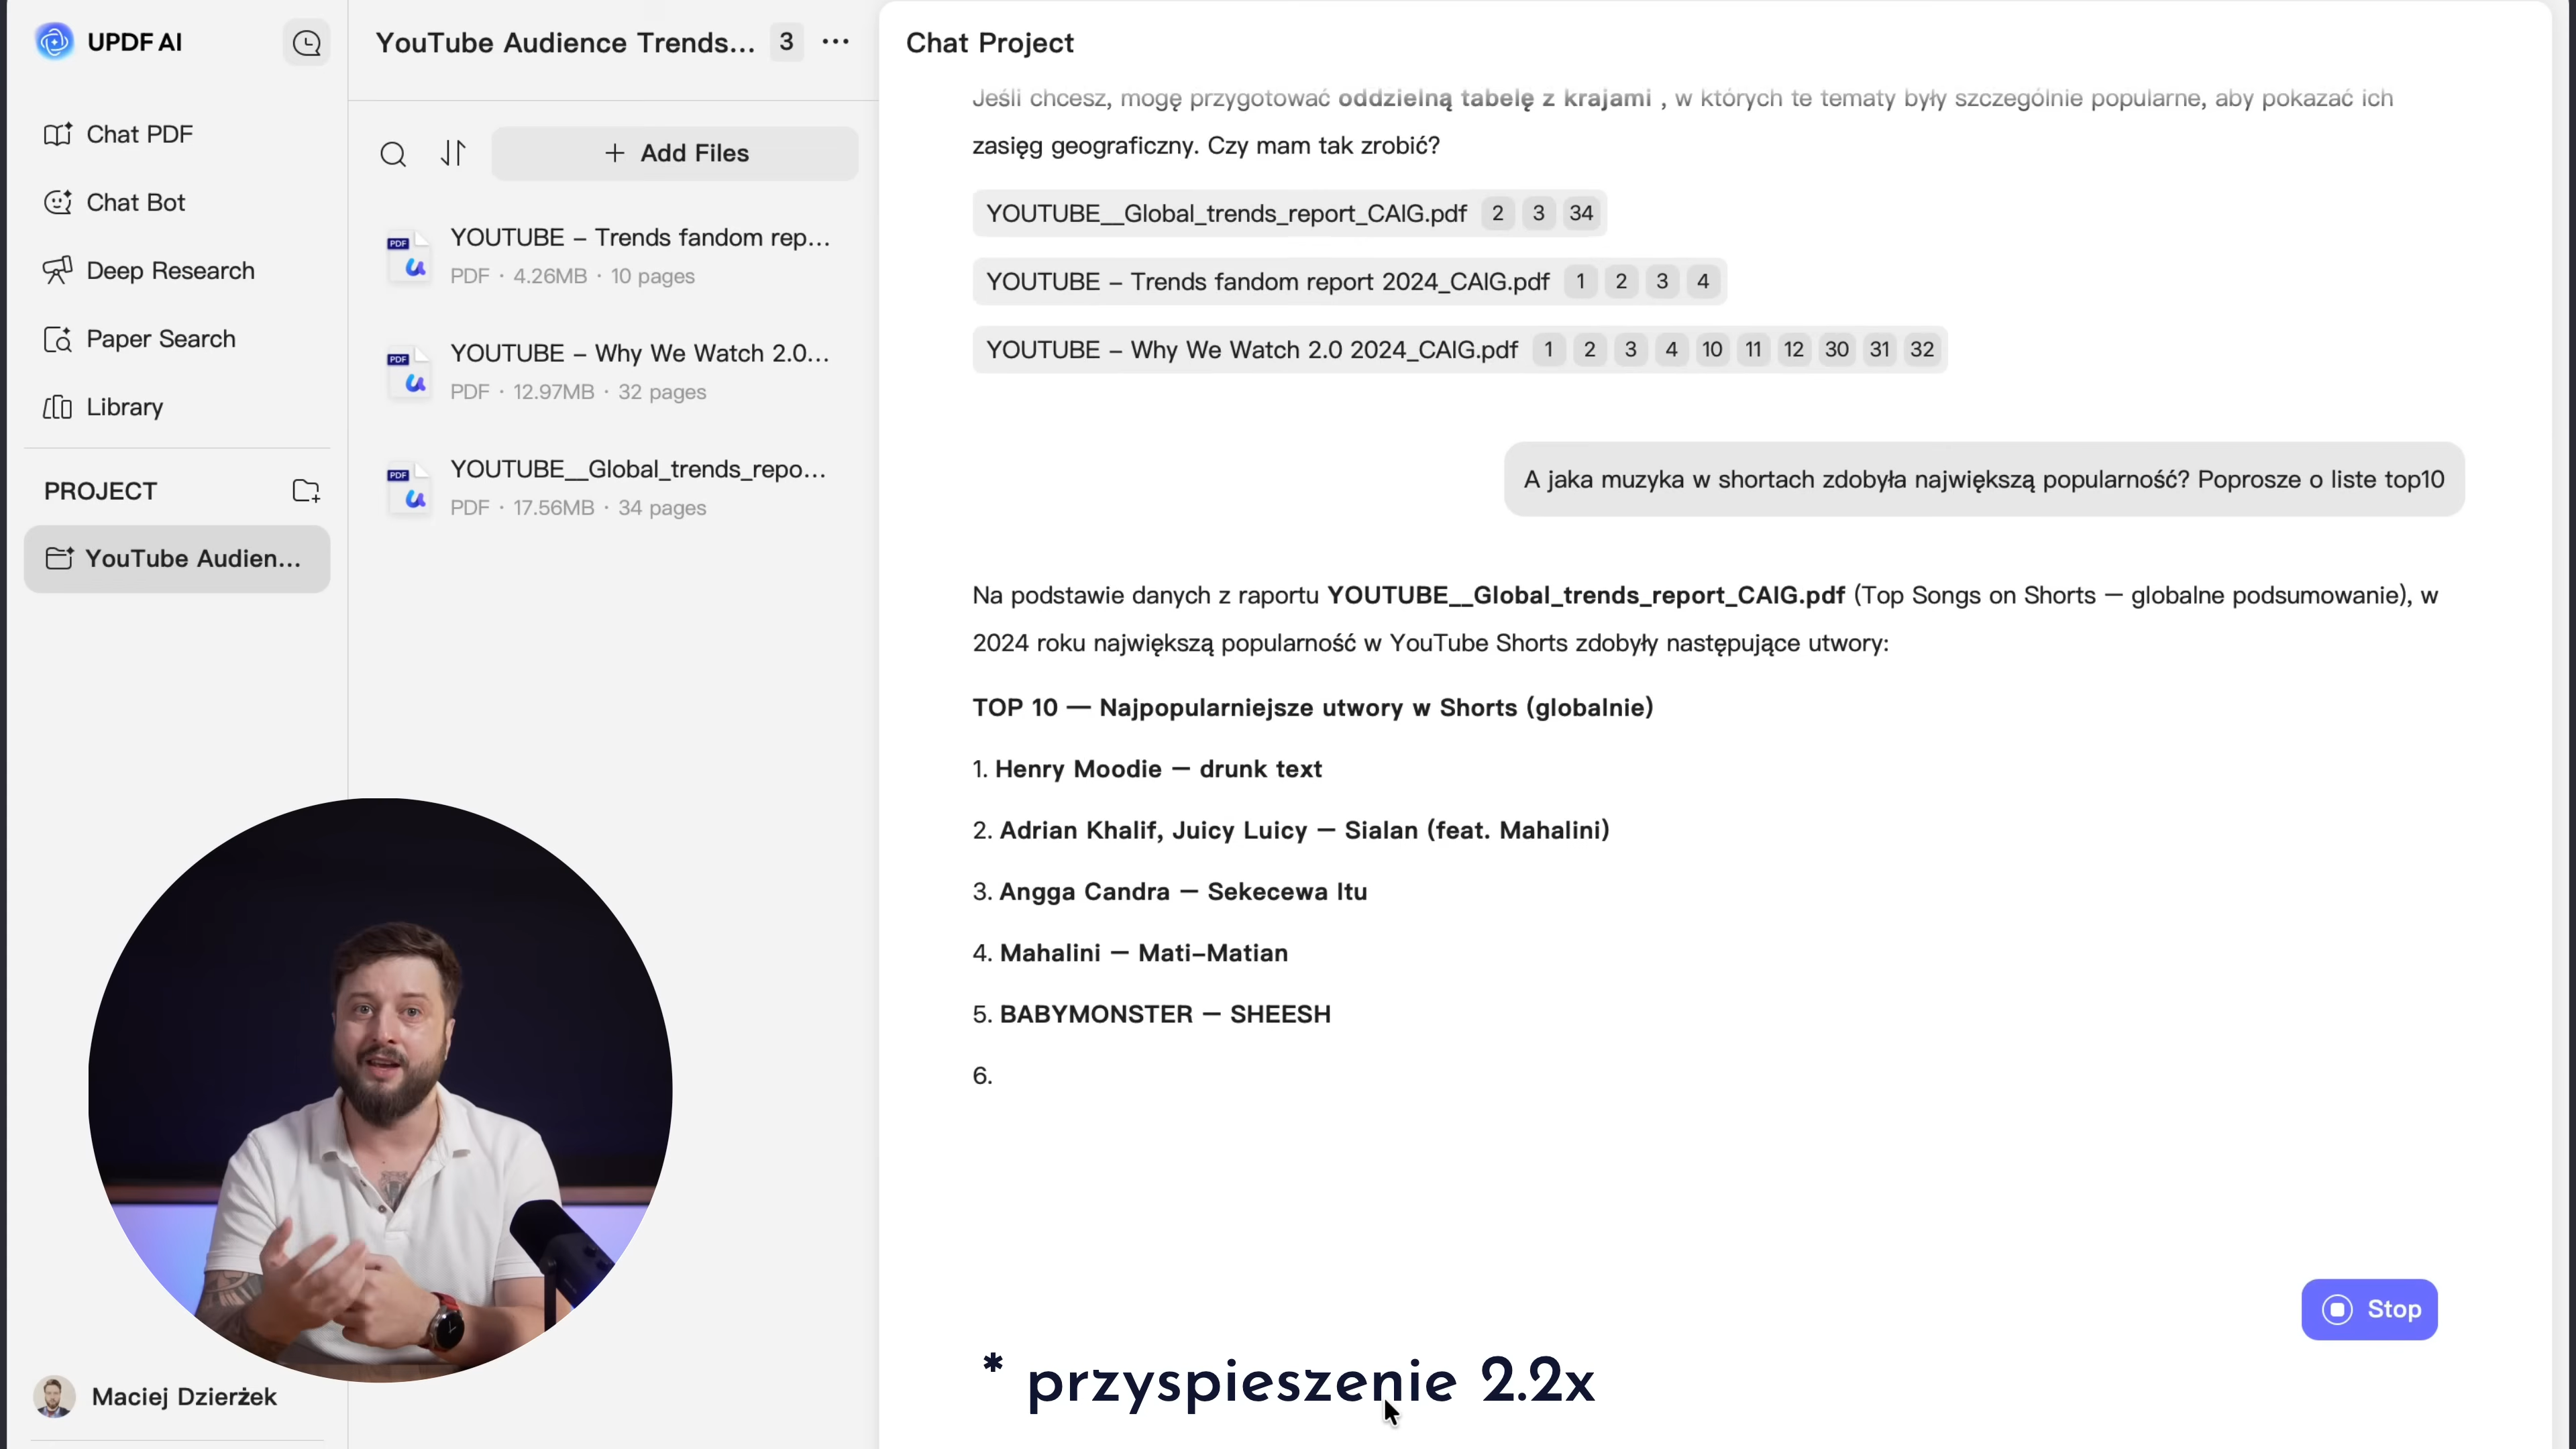 UPDF AI
Chat PDF
Chat Bot
Deep Research
Paper Search
Library
PROJECT
YouTube Audien...
Maciej Dzierżek
YouTube Audience Trends... 3
Add Files
PDF
YOUTUBE – Trends fandom rep...
PDF · 4.26MB · 10 pages
PDF
YOUTUBE – Why We Watch 2.0...
PDF · 12.97MB · 32 pages
PDF
YOUTUBE__Global_trends_repo...
PDF · 17.56MB · 34 pages
Chat Project
Jeśli chcesz, mogę przygotować oddzielną tabelę z krajami , w których te tematy były szczególnie popularne, aby pokazać ich
zasięg geograficzny. Czy mam tak zrobić?
YOUTUBE__Global_trends_report_CAIG.pdf 2 3 34
YOUTUBE – Trends fandom report 2024_CAIG.pdf 1 2 3 4
YOUTUBE – Why We Watch 2.0 2024_CAIG.pdf 1 2 3 4 10 11 12 30 31 32
A jaka muzyka w shortach zdobyła największą popularność? Poprosze o liste top10
Na podstawie danych z raportu YOUTUBE__Global_trends_report_CAIG.pdf (Top Songs on Shorts — globalne podsumowanie), w
2024 roku największą popularność w YouTube Shorts zdobyły następujące utwory:
TOP 10 — Najpopularniejsze utwory w Shorts (globalnie)
1. Henry Moodie — drunk text
2. Adrian Khalif, Juicy Luicy — Sialan (feat. Mahalini)
3. Angga Candra — Sekecewa Itu
4. Mahalini — Mati–Matian
5. BABYMONSTER — SHEESH
6.
Stop
* przyspieszenie 2.2x